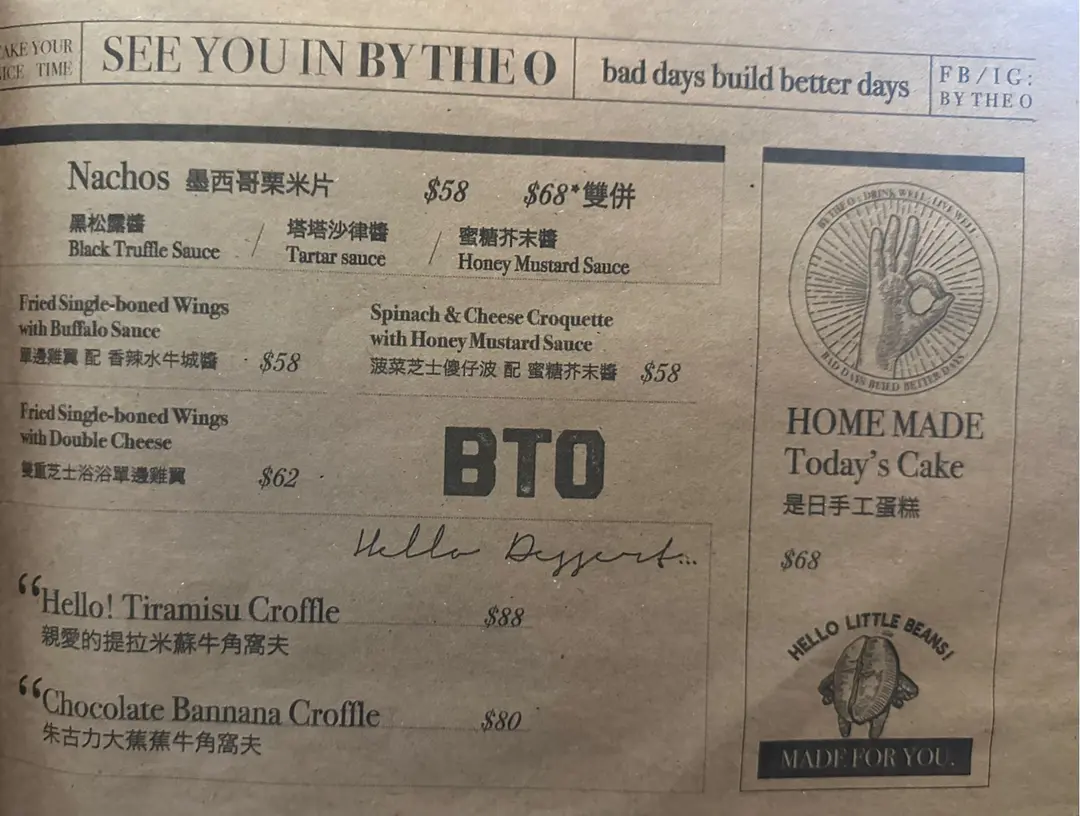 TAKE YOUR
NICE TIME
SEE YOU IN BY THE O
bad days build better days
FB/IG:
BY THE O
Nachos 墨西哥粟米片 $58 $68*雙併
黑松露醬 / 塔塔沙律醬 / 蜜糖芥末醬
Black Truffle Sauce Tartar sauce Honey Mustard Sauce
Fried Single-boned Wings
with Buffalo Sauce
單邊雞翼 配 香辣水牛城醬 $58
Spinach & Cheese Croquette
with Honey Mustard Sauce
菠菜芝士傻仔波 配 蜜糖芥末醬 $58
Fried Single-boned Wings
with Double Cheese
雙重芝士浴浴單邊雞翼 $62
BTO
Hello Dessert...
“Hello! Tiramisu Croffle $88
親愛的提拉米蘇牛角窩夫
“Chocolate Bannana Croffle $80
朱古力大蕉蕉牛角窩夫
BY THE O : DRINK WELL, LIVE WELL
BAD DAYS BUILD BETTER DAYS
HOME MADE
Today's Cake
是日手工蛋糕
$68
HELLO LITTLE BEANS!
MADE FOR YOU.